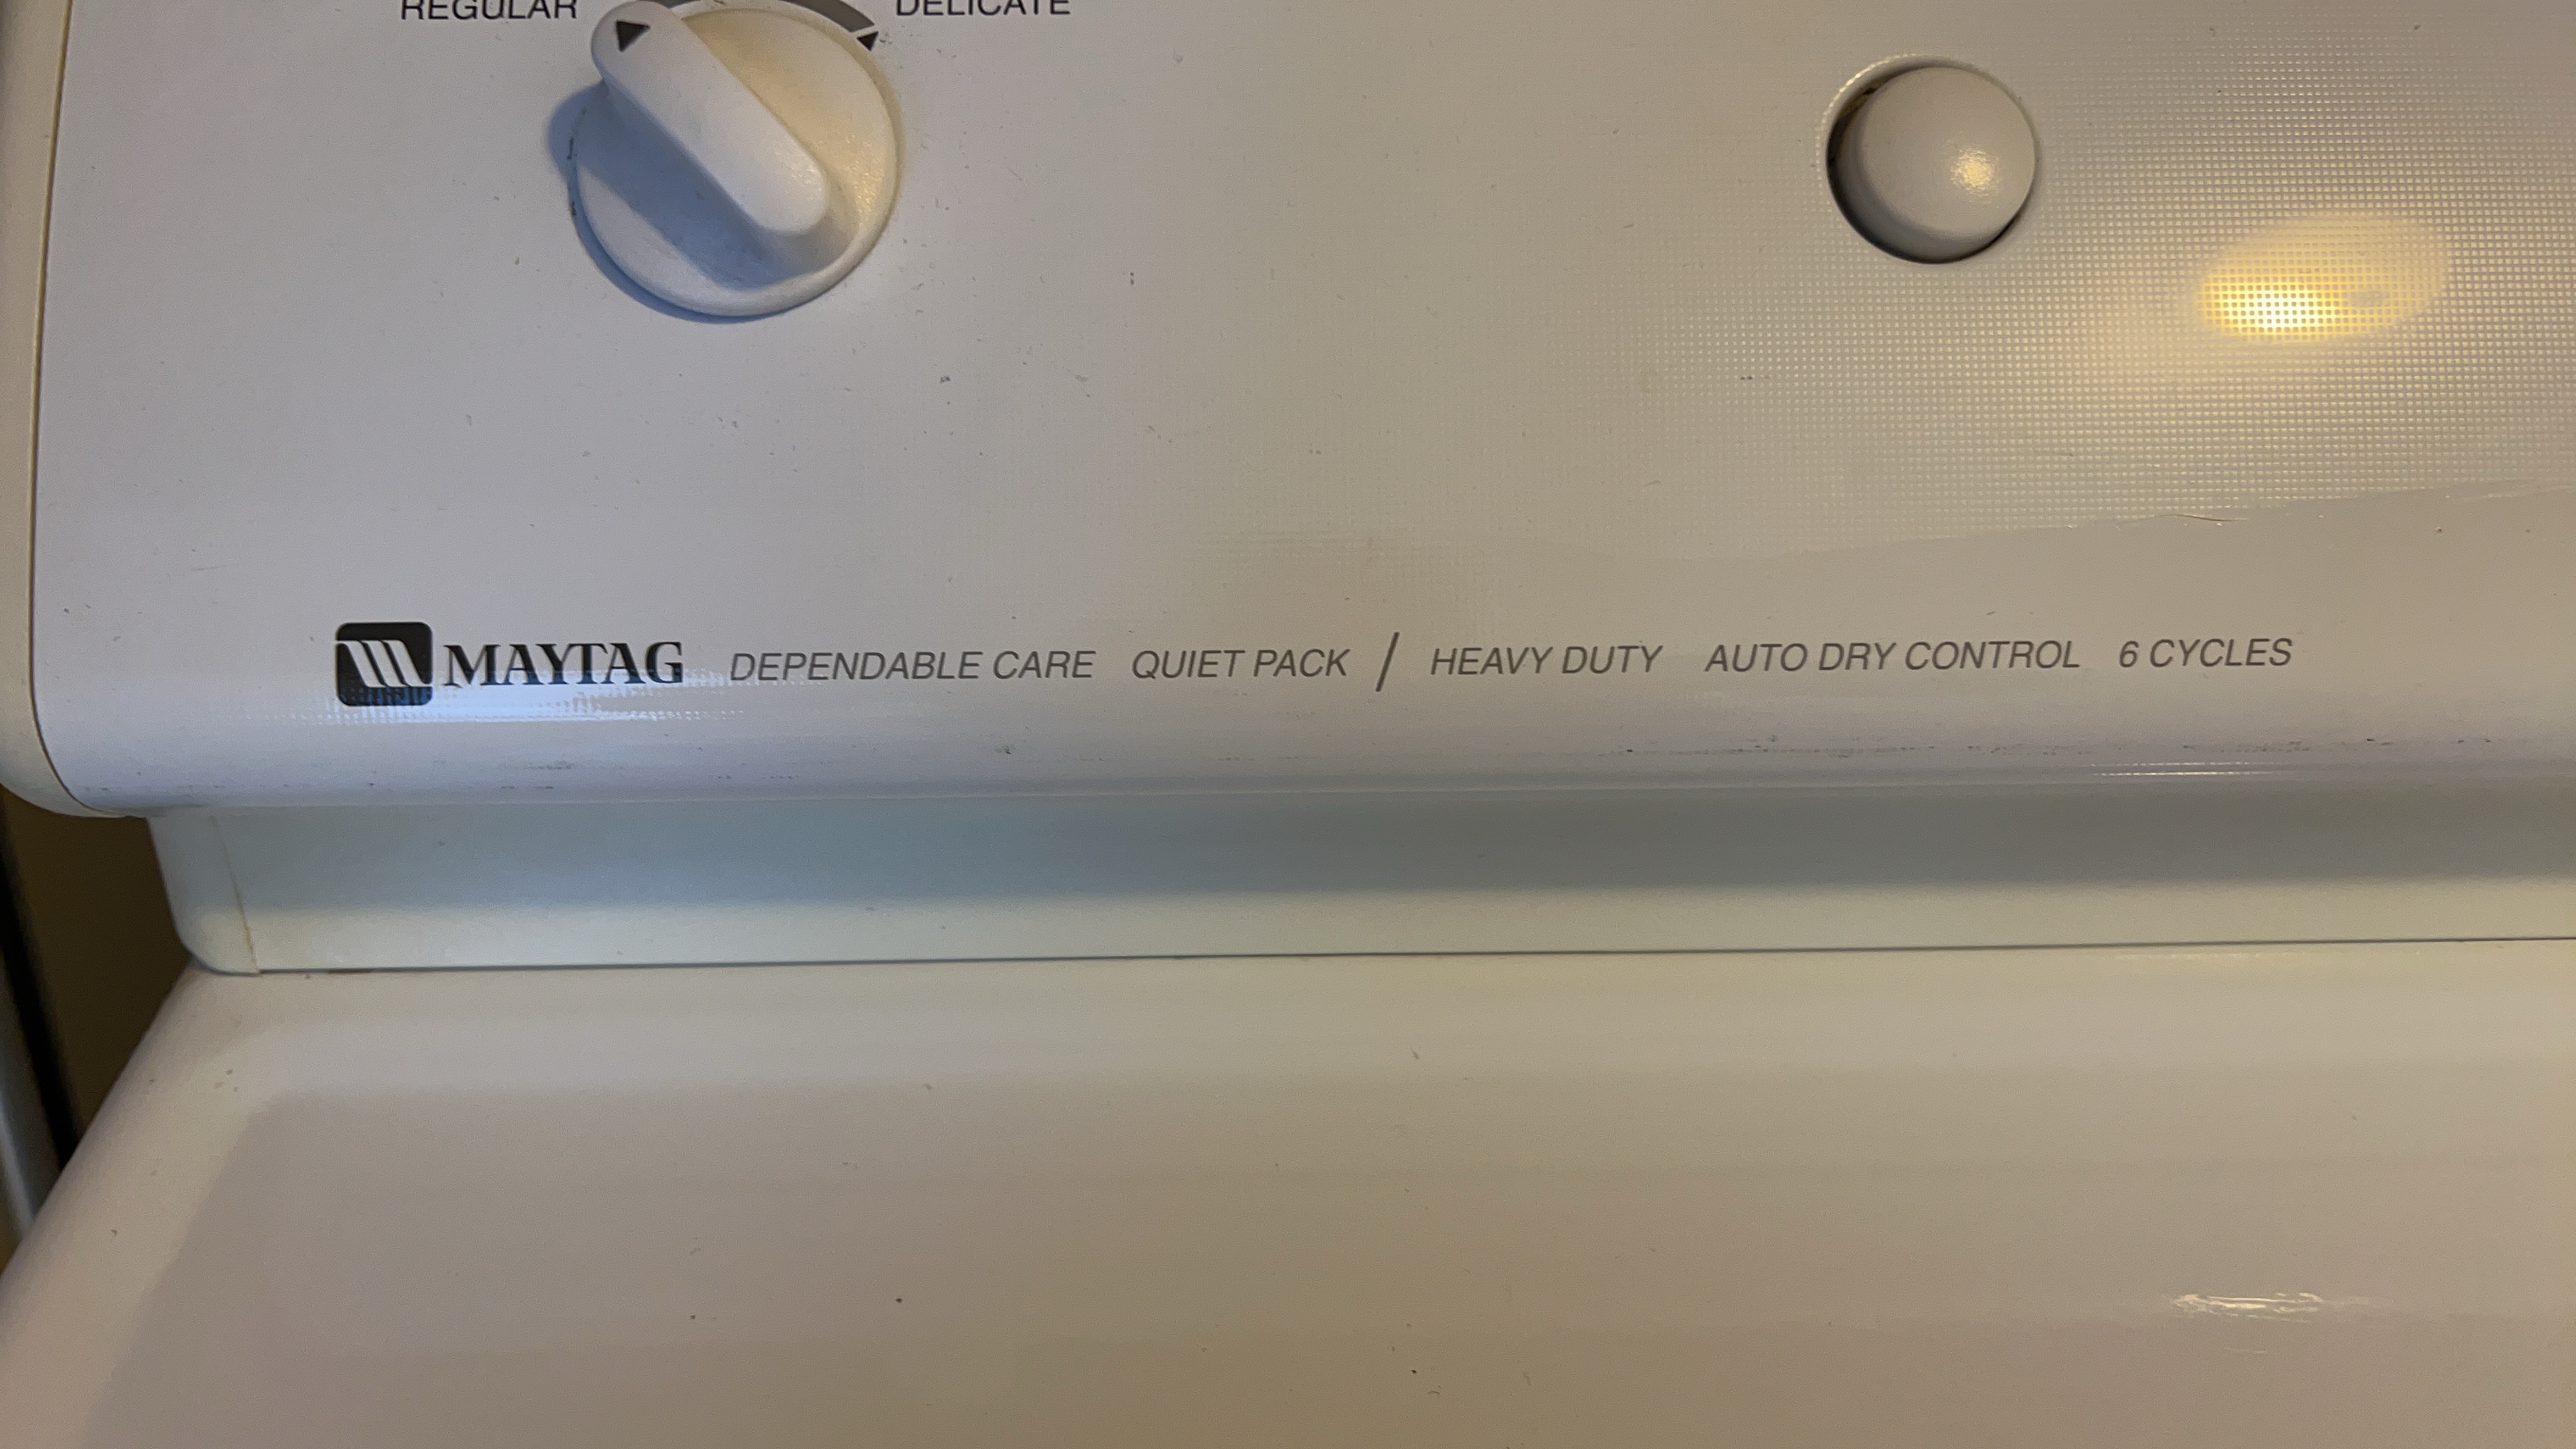 REGULAR DELICATE
MAYTAG DEPENDABLE CARE QUIET PACK / HEAVY DUTY AUTO DRY CONTROL 6 CYCLES